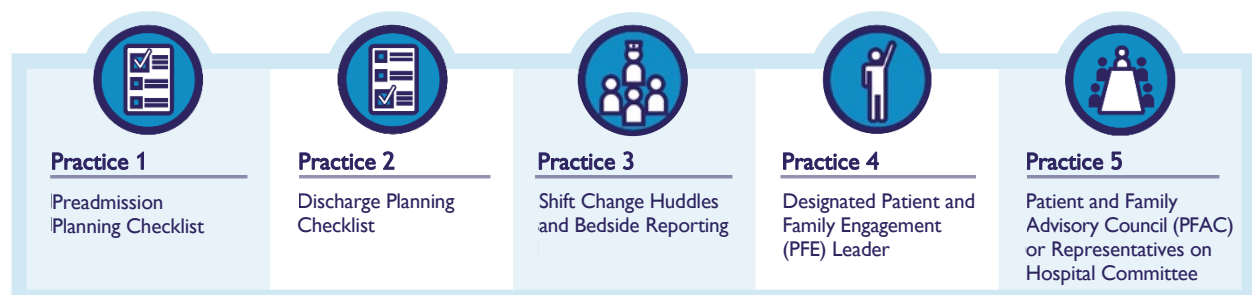 Practice 1
Preadmission
Planning Checklist
Practice 2
Discharge Planning
Checklist
Practice 3
Shift Change Huddles
and Bedside Reporting
Practice 4
Designated Patient and
Family Engagement
(PFE) Leader
Practice 5
Patient and Family
Advisory Council (PFAC)
or Representatives on
Hospital Committee